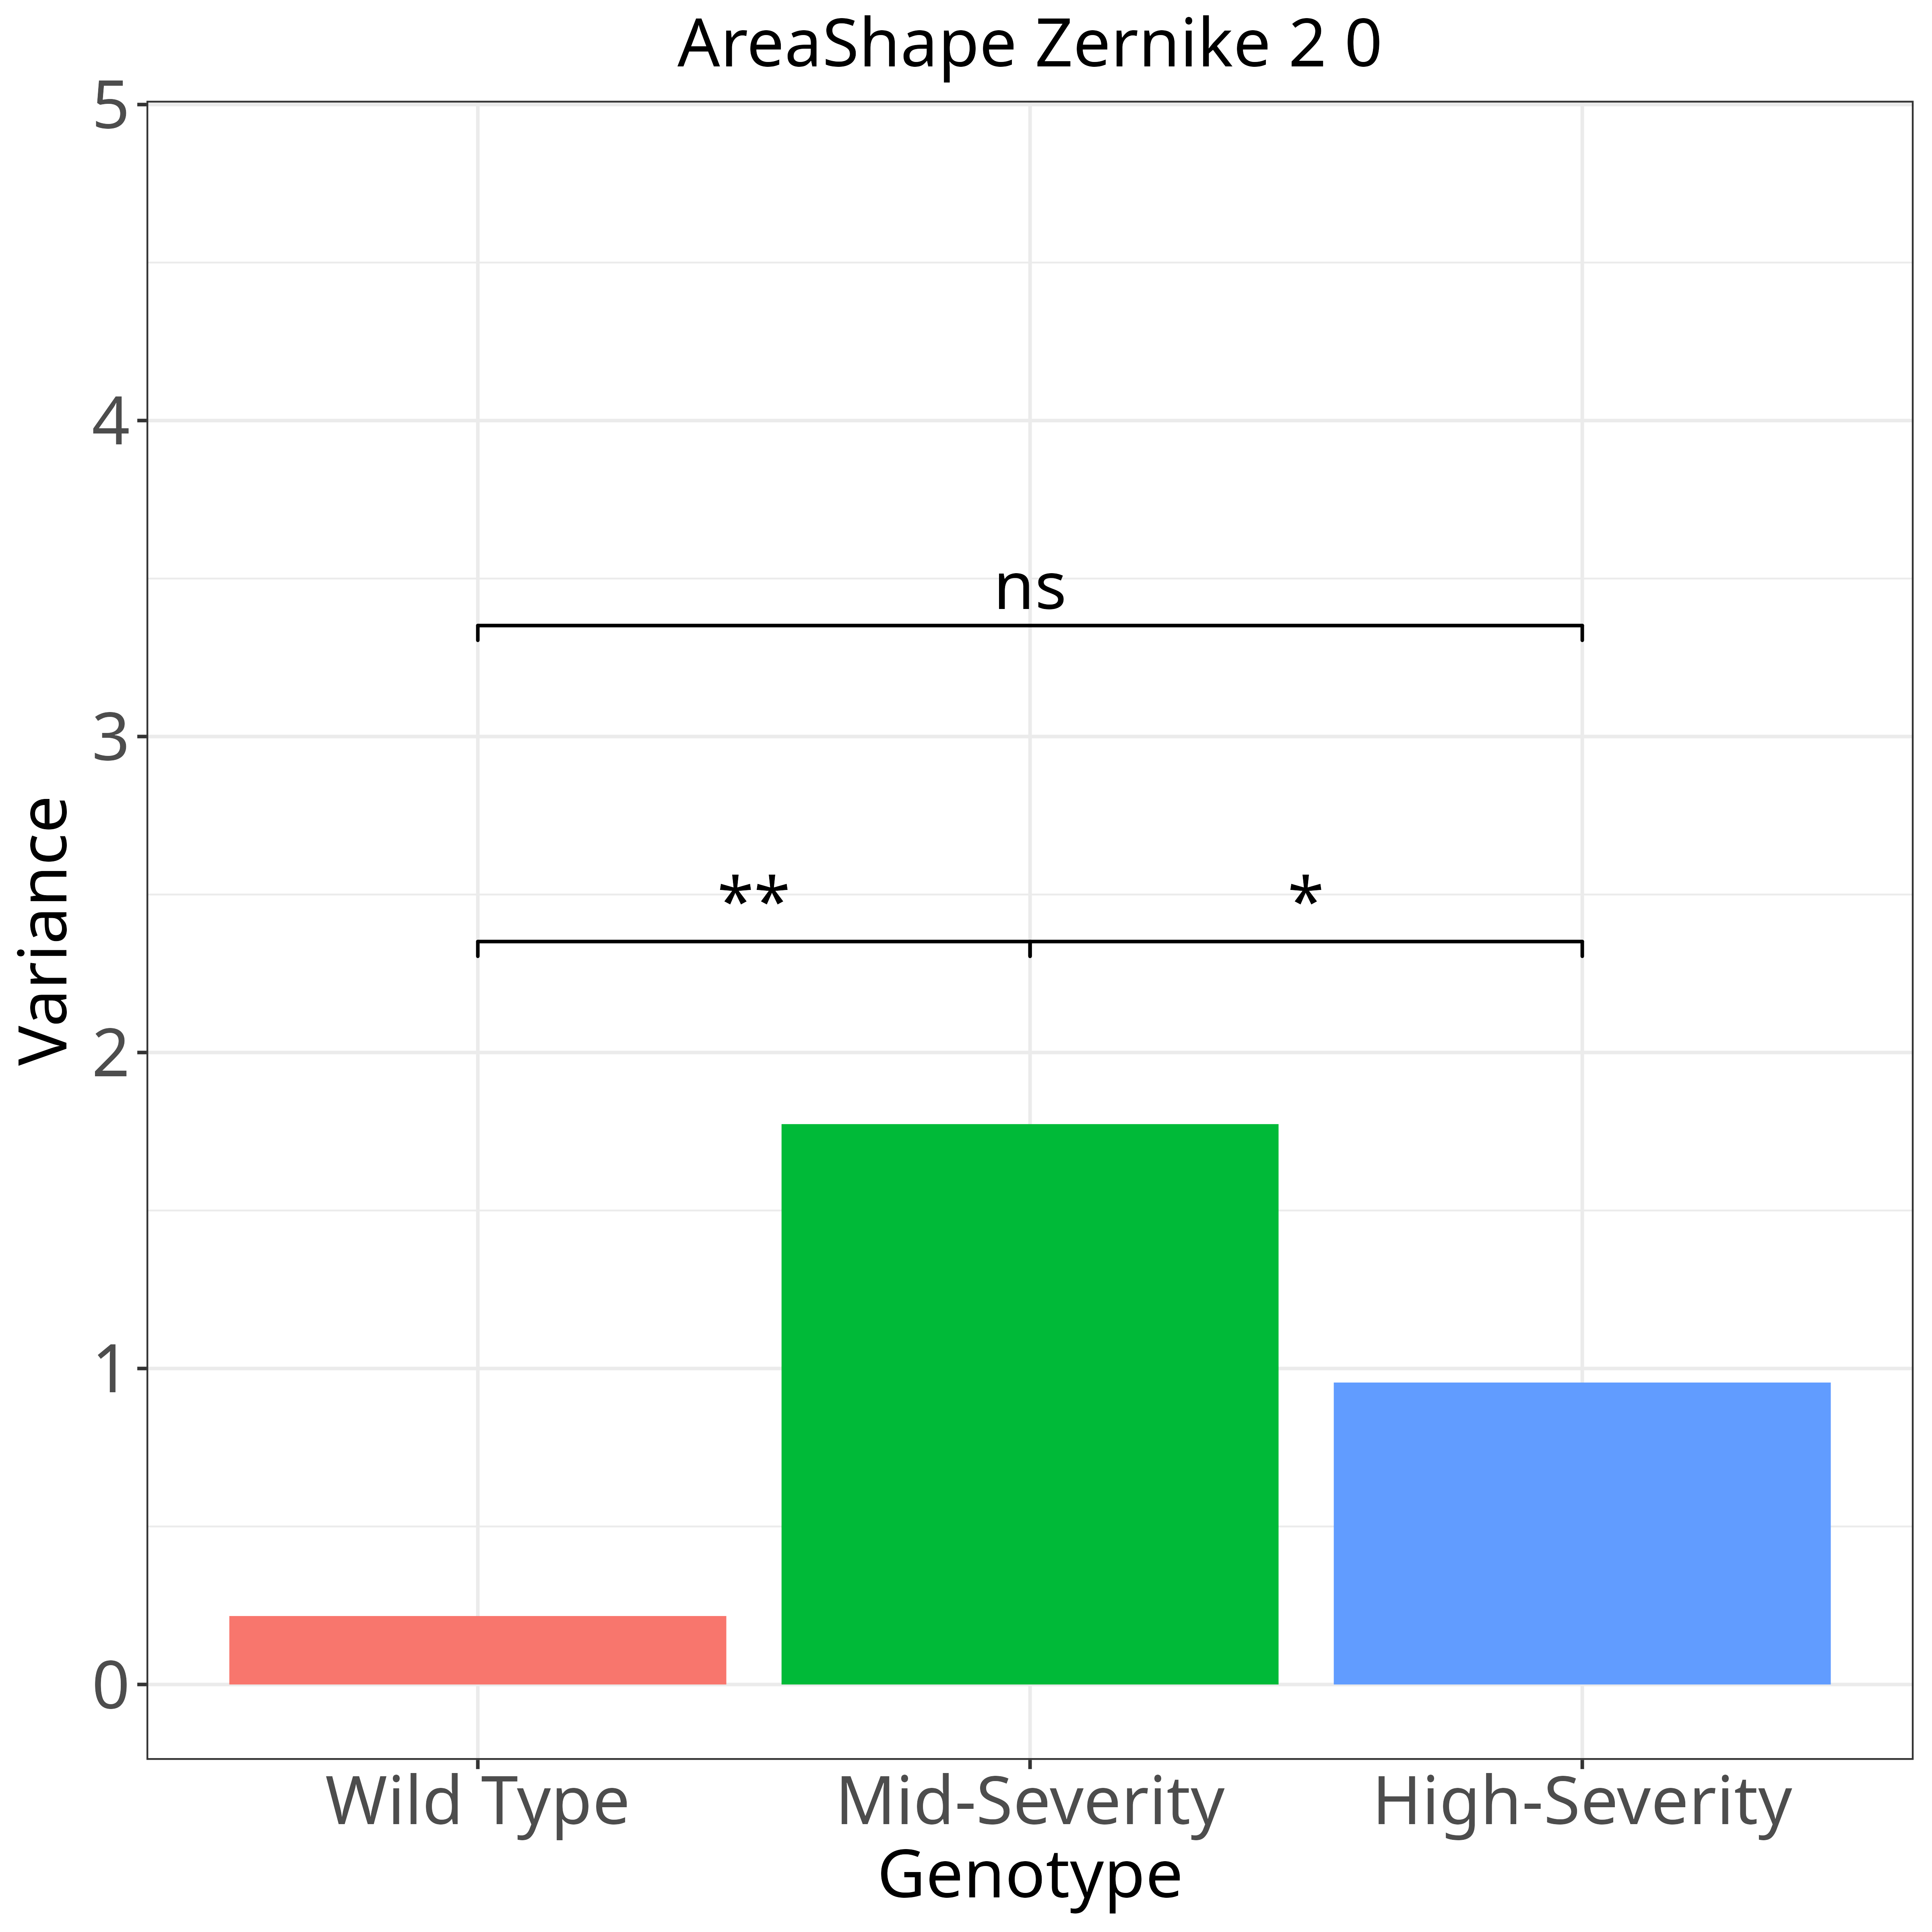 AreaShape Zernike 2 0
5
4
3
2
1
0
Variance
ns
**
*
Wild Type
Mid-Severity
High-Severity
Genotype